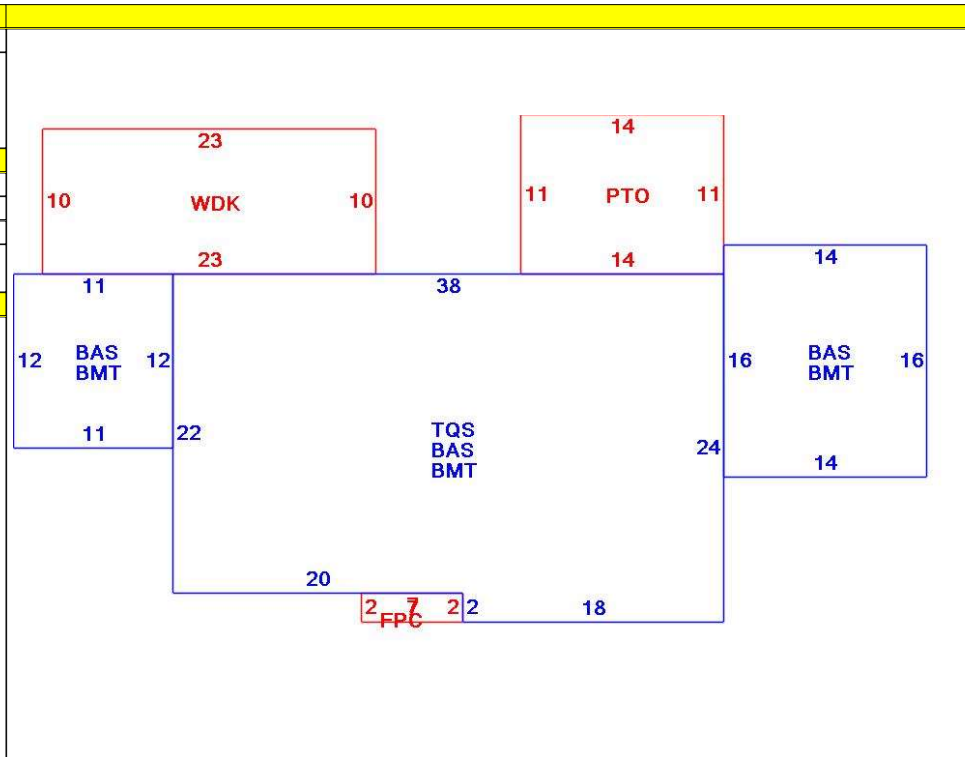 14
23
10 WDK 10
11 PTO 11
23
14
14
11
38
12 BAS 12
BMT
16 BAS 16
BMT
11
22
TQS
BAS
BMT
24
14
20
2 7 2 2
18
FPC